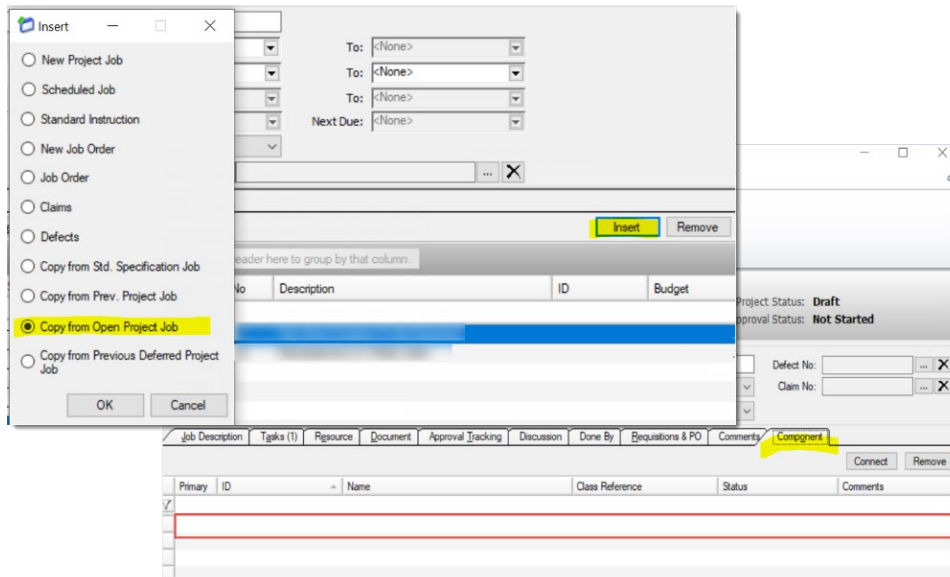 Insert
New Project Job
Scheduled Job
Standard Instruction
New Job Order
Job Order
Claims
Defects
Copy from Std. Specification Job
Copy from Prev. Project Job
Copy from Open Project Job
Copy from Previous Deferred Project
Job
OK Cancel
To: <None>
To: <None>
To: <None>
Next Due: <None>
...
Insert Remove
eader here to group by that column.
No Description ID Budget
Project Status: Draft
pproval Status: Not Started
Defect No: ...
Claim No: ...
Job Description Tasks (1) Resource Document Approval Tracking Discussion Done By Requisitions & PO Comments Component
Connect Remove
Primary ID Name Class Reference Status Comments